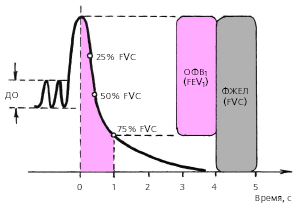 25% FVC
ДО
50% FVC
75% FVC
ОФВ₁
(FEV₁)
ФЖЕЛ
(FVC)
0 1 2 3 4 5
Время, с